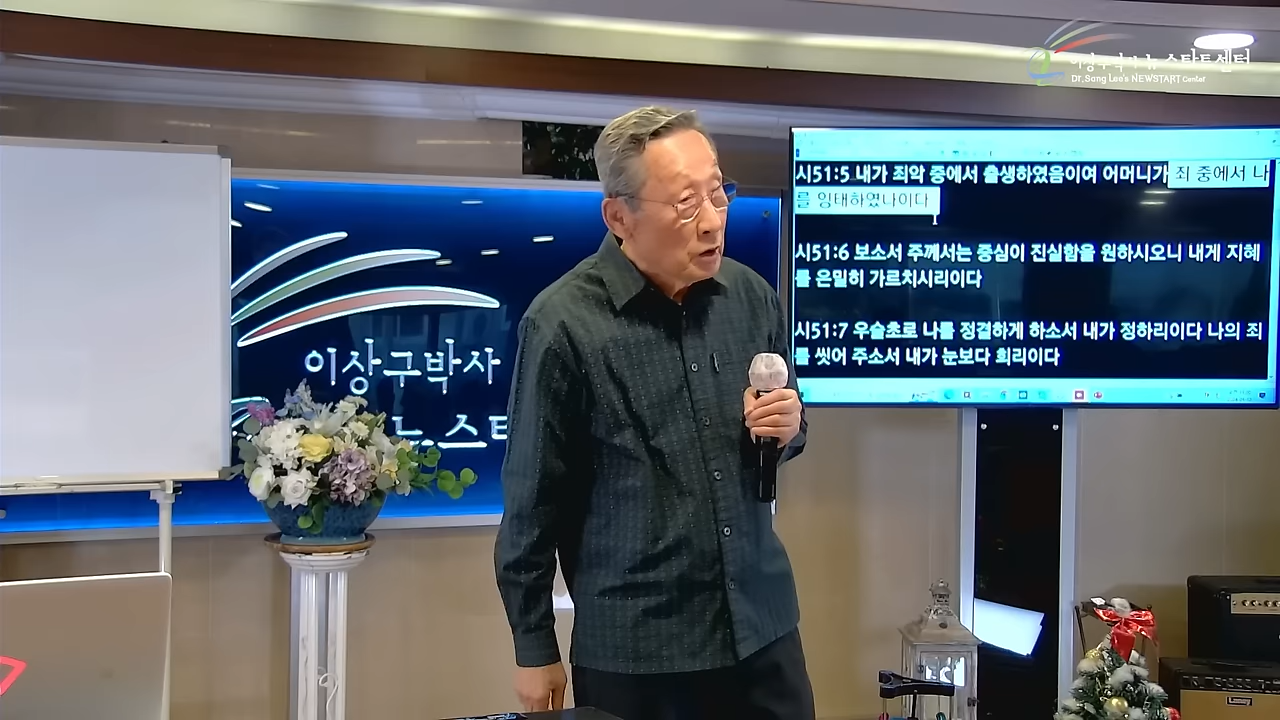 이상구박사 뉴스타트센터
Dr. Sang Lee's NEWSTART Center
시51:5 내가 죄악 중에서 출생하였음이여 어머니가 죄 중에서 나
를 잉태하였나이다
시51:6 보소서 주께서는 중심이 진실함을 원하시오니 내게 지혜
를 은밀히 가르치시리이다
시51:7 우슬초로 나를 정결하게 하소서 내가 정하리이다 나의 죄
를 씻어 주소서 내가 눈보다 희리이다
이상구박사
뉴스타
Laney